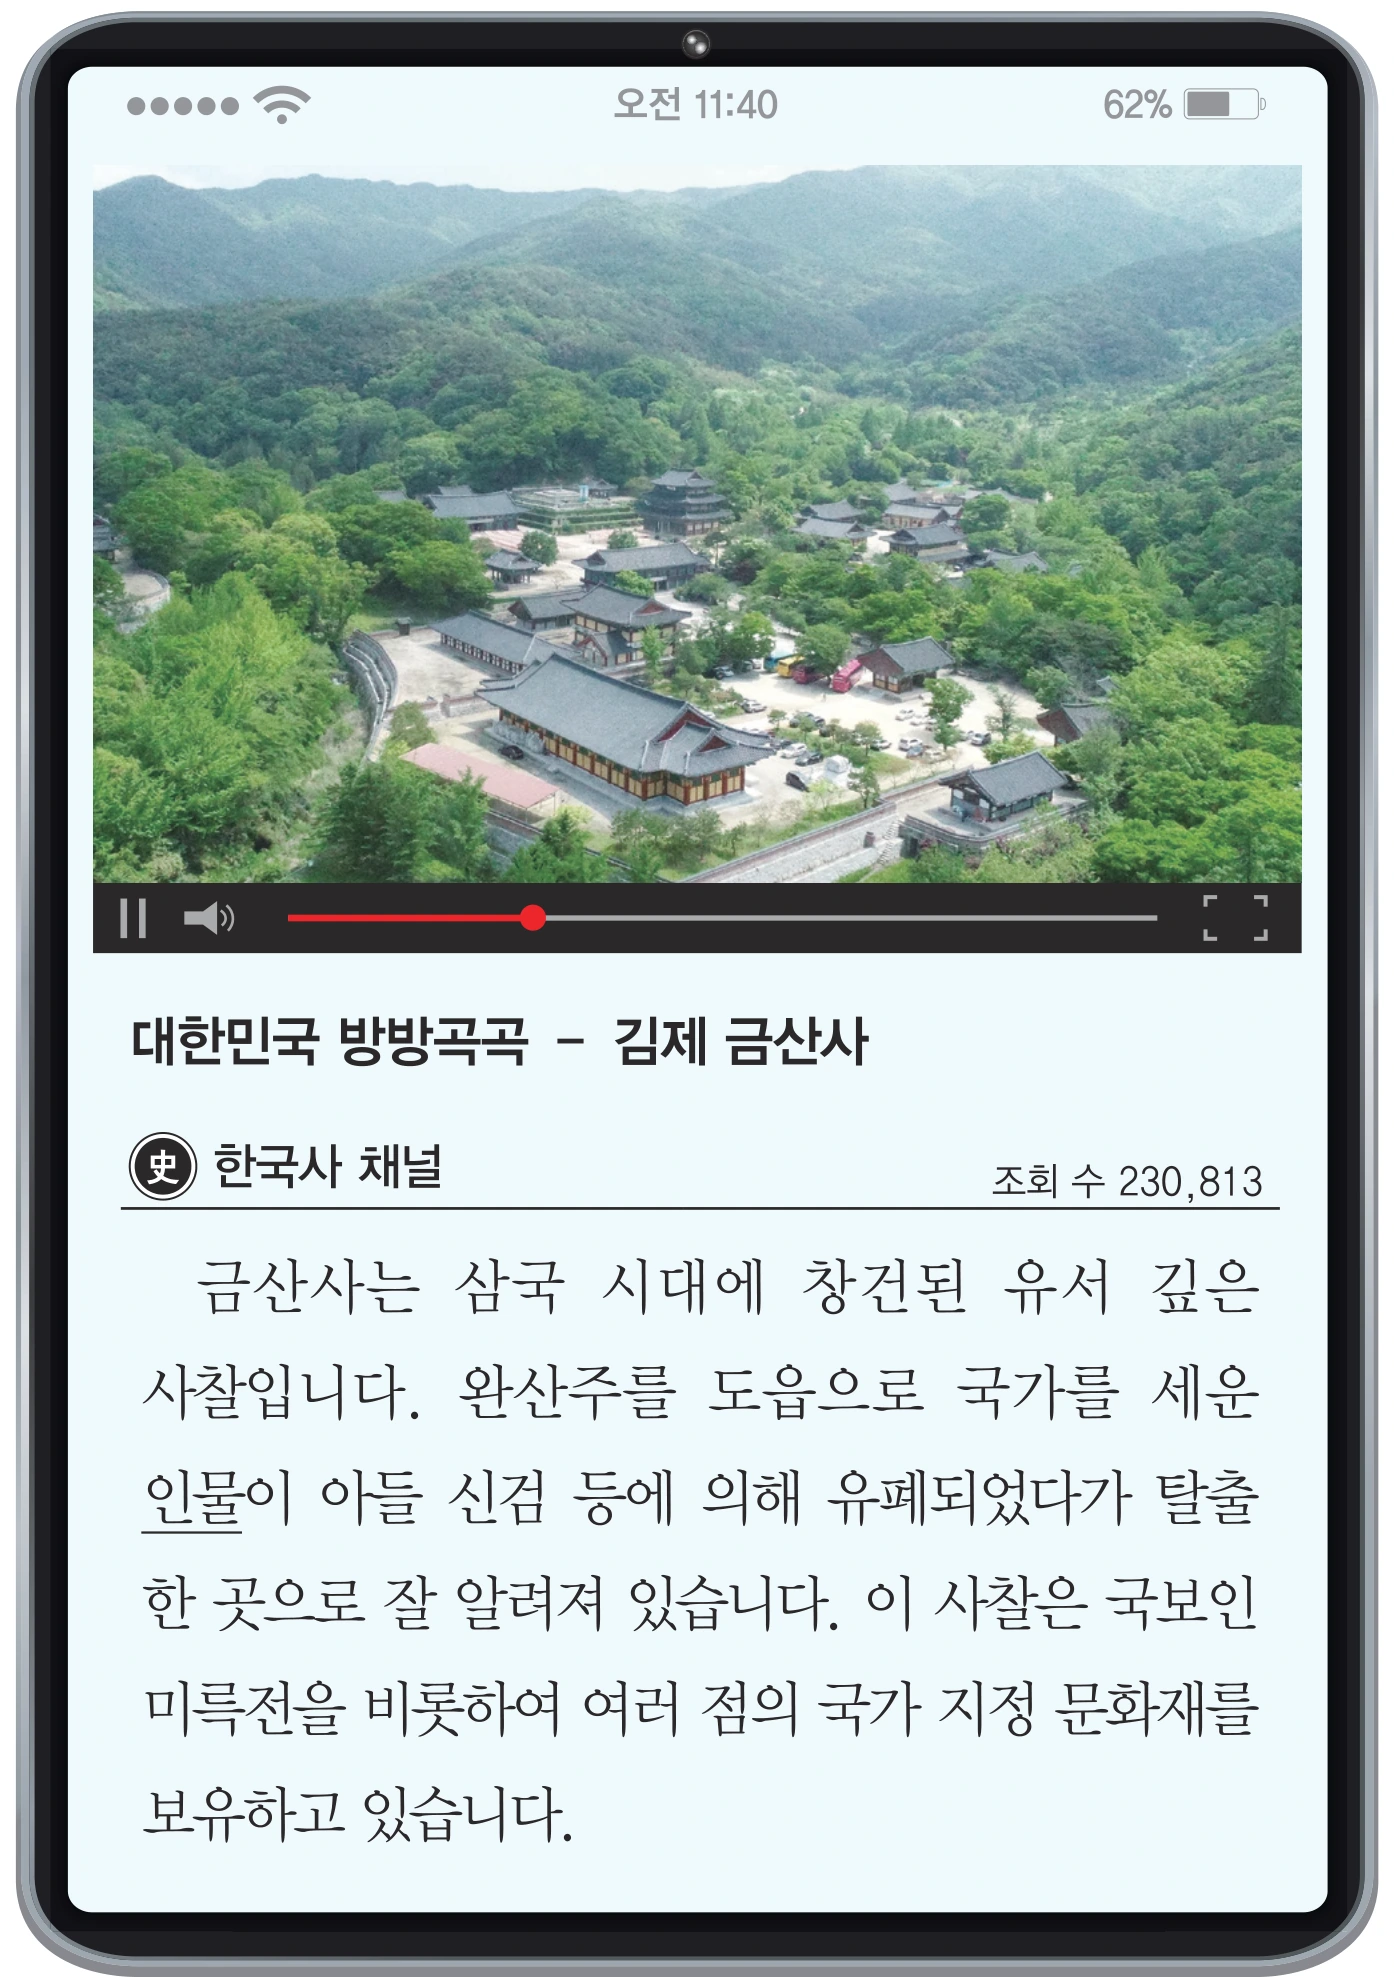 오전 11:40
62%
대한민국 방방곡곡 - 김제 금산사
史 한국사 채널
조회 수 230,813
금산사는 삼국 시대에 창건된 유서 깊은
사찰입니다. 완산주를 도읍으로 국가를 세운
인물이 아들 신검 등에 의해 유폐되었다가 탈출
한 곳으로 잘 알려져 있습니다. 이 사찰은 국보인
미륵전을 비롯하여 여러 점의 국가 지정 문화재를
보유하고 있습니다.